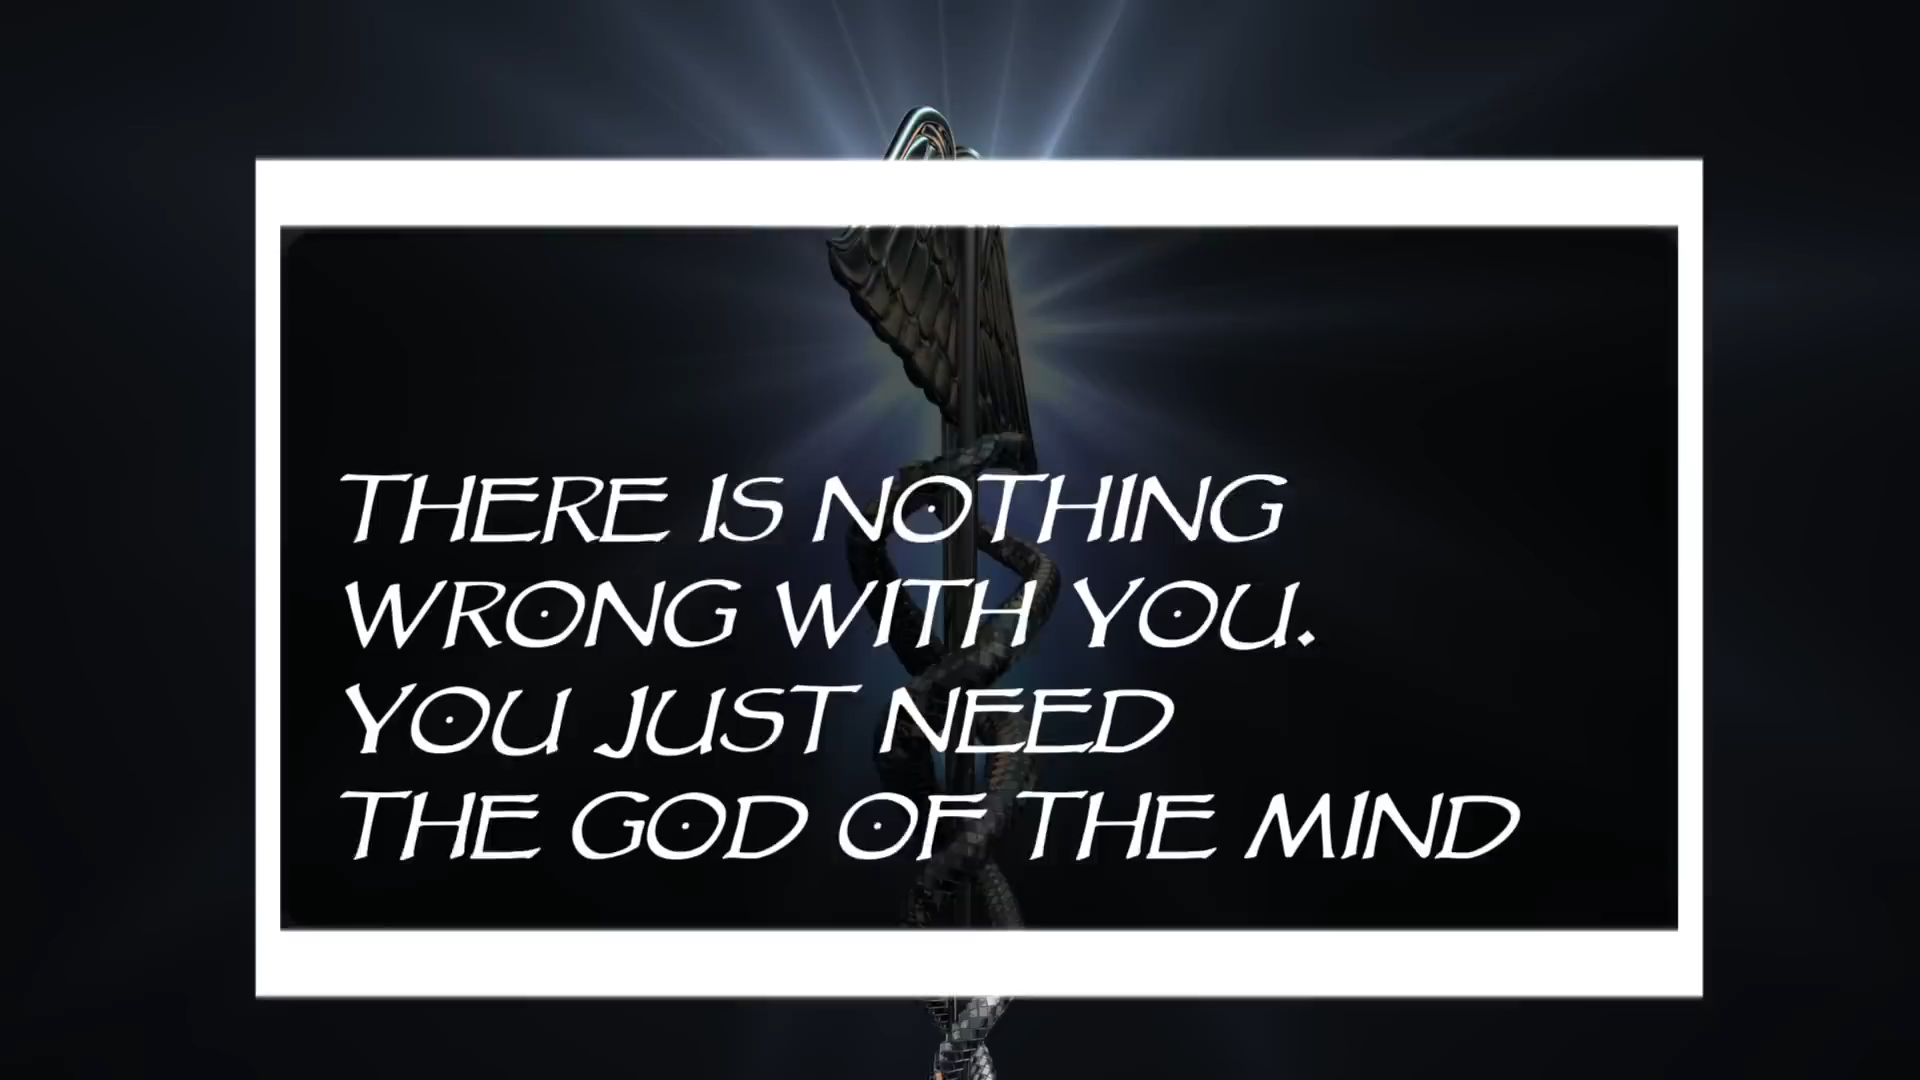 THERE IS NOTHING
WRONG WITH YOU.
YOU JUST NEED
THE GOD OF THE MIND